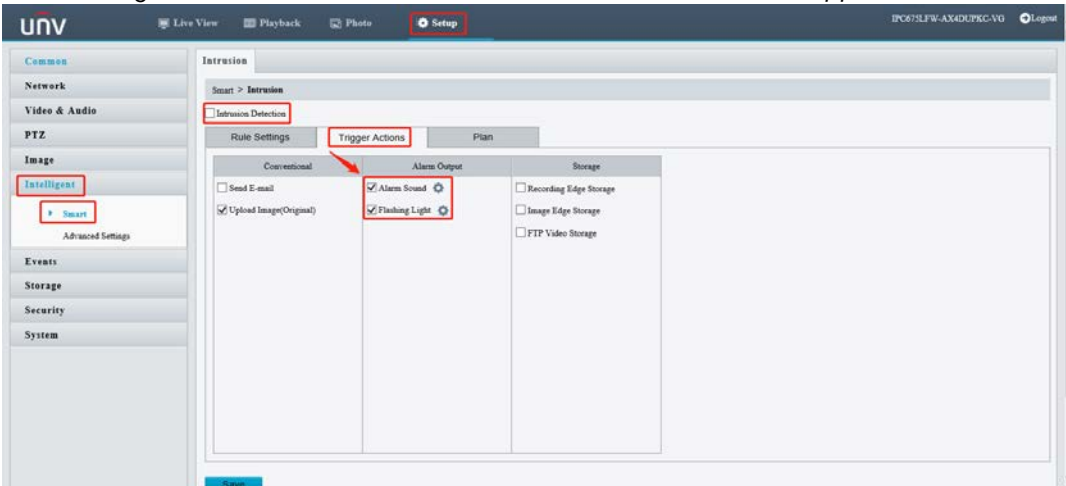 unv Live View Playback Photo Setup IPC675LFW-AX4DUPKC-VG Logout
Common
Network
Video & Audio
PTZ
Image
Intelligent
Smart
Advanced Settings
Events
Storage
Security
System
Intrusion
Smart > Intrusion
Intrusion Detection
Rule Settings Trigger Actions Plan
Conventional Alarm Output Storage
Send E-mail Alarm Sound Recording Edge Storage
Upload Image(Original) Flashing Light Image Edge Storage
FTP Video Storage
Save